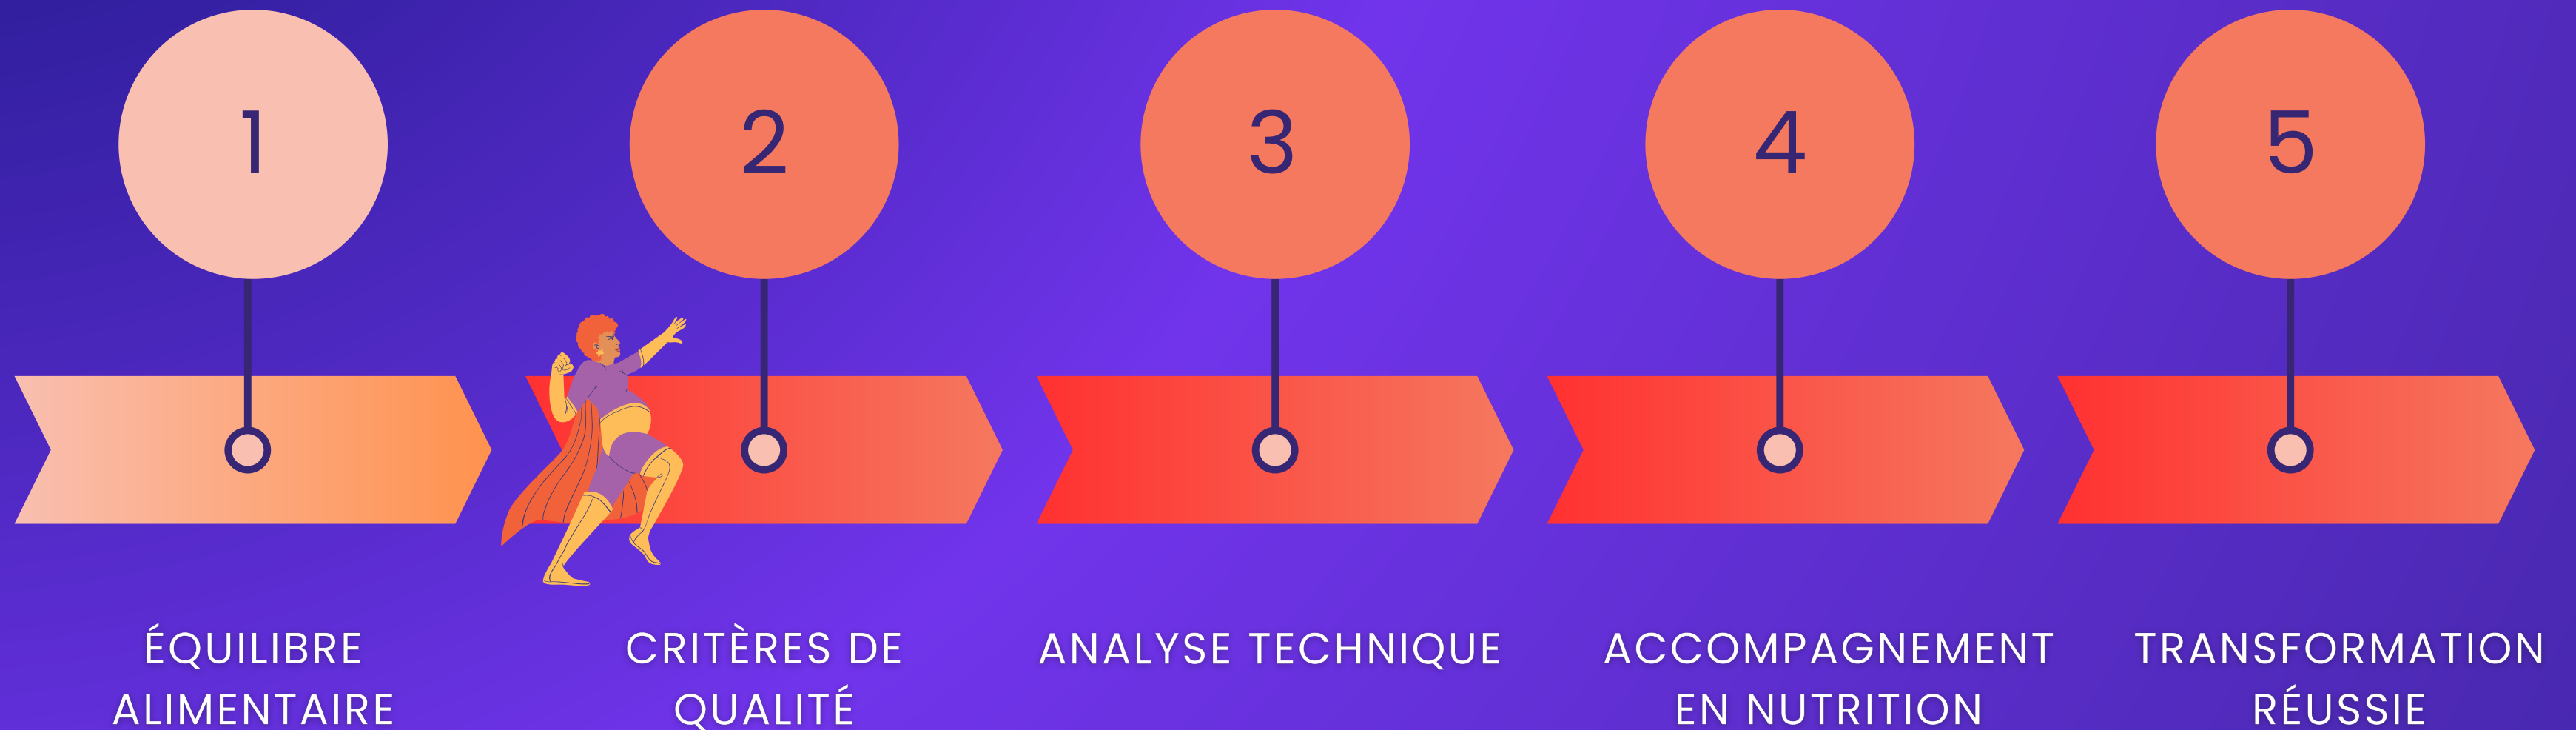 1
2
3
4
5
ÉQUILIBRE
ALIMENTAIRE
CRITÈRES DE
QUALITÉ
ANALYSE TECHNIQUE
ACCOMPAGNEMENT
EN NUTRITION
TRANSFORMATION
RÉUSSIE